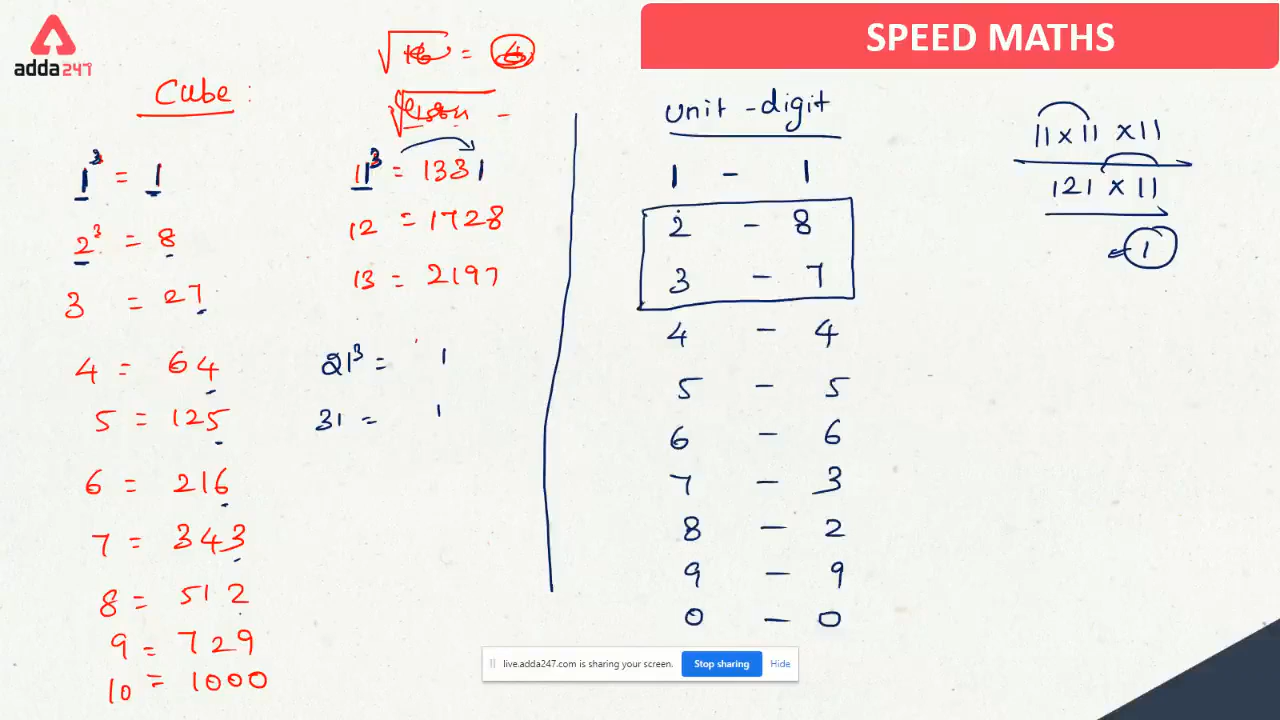 SPEED MATHS
adda247
√16 = 4
Cube :
1³ = 1
2³ = 8
3 = 27
4 = 64
5 = 125
6 = 216
7 = 343
8 = 512
9 = 729
10 = 1000
11³ = 1331
12 = 1728
13 = 2197
21³ = 1
31 = 1
unit - digit
1 - 1
2 - 8
3 - 7
4 - 4
5 - 5
6 - 6
7 - 3
8 - 2
9 - 9
0 - 0
11 x 11 x 11
121 x 11
= 1
live.adda247.com is sharing your screen. Stop sharing Hide